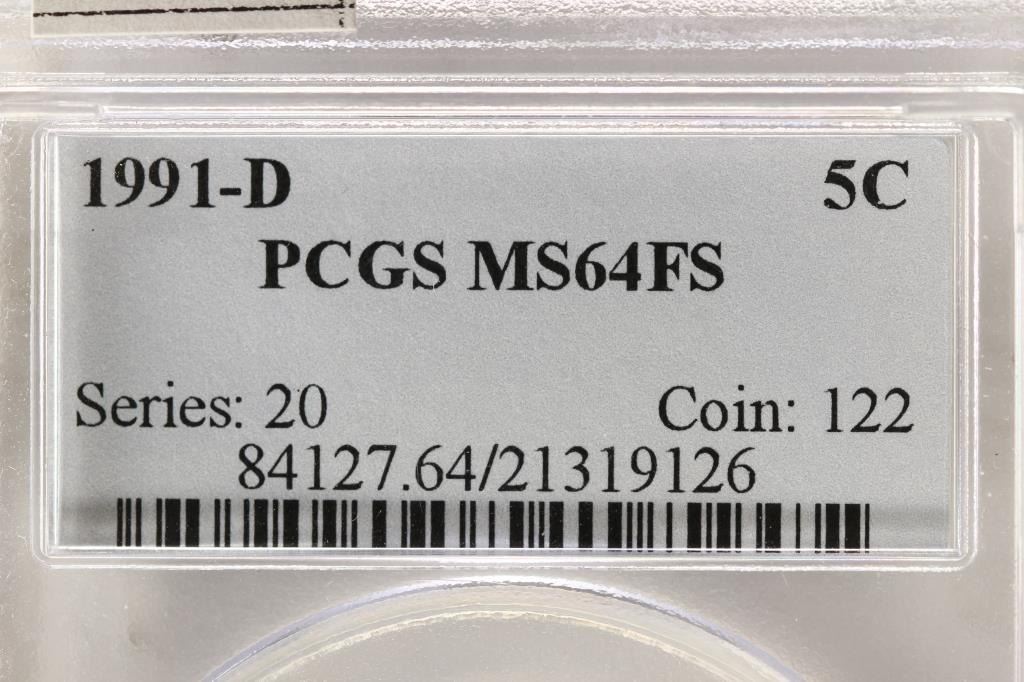 1991-D 5C
PCGS MS64FS
Series: 20 Coin: 122
84127.64/21319126